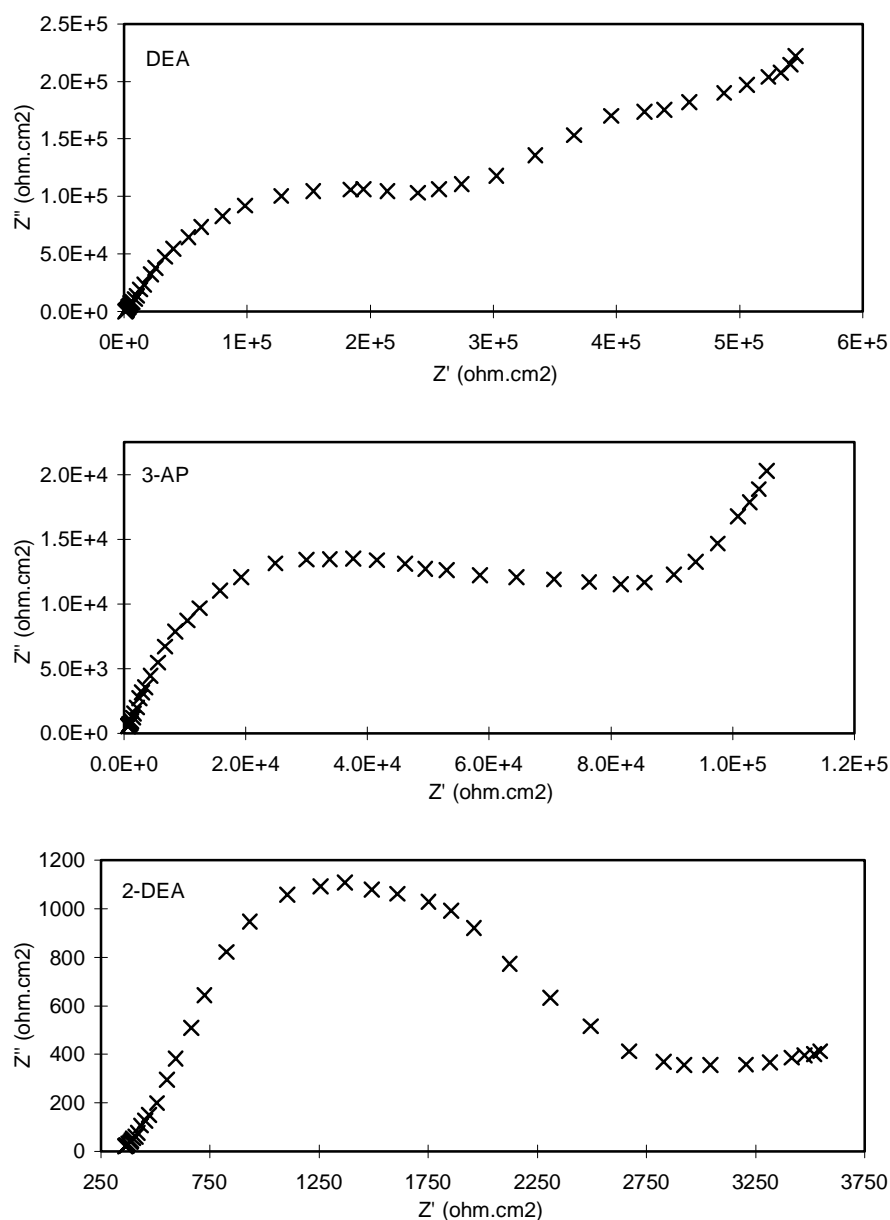 2.5E+5
DEA
2.0E+5
1.5E+5
1.0E+5
5.0E+4
0.0E+0
Z'' (ohm.cm2)
0E+0 1E+5 2E+5 3E+5 4E+5 5E+5 6E+5
Z' (ohm.cm2)
3-AP
2.0E+4
1.5E+4
1.0E+4
5.0E+3
0.0E+0
Z'' (ohm.cm2)
0.0E+0 2.0E+4 4.0E+4 6.0E+4 8.0E+4 1.0E+5 1.2E+5
Z' (ohm.cm2)
1200
2-DEA
1000
800
600
400
200
0
Z'' (ohm.cm2)
250 750 1250 1750 2250 2750 3250 3750
Z' (ohm.cm2)